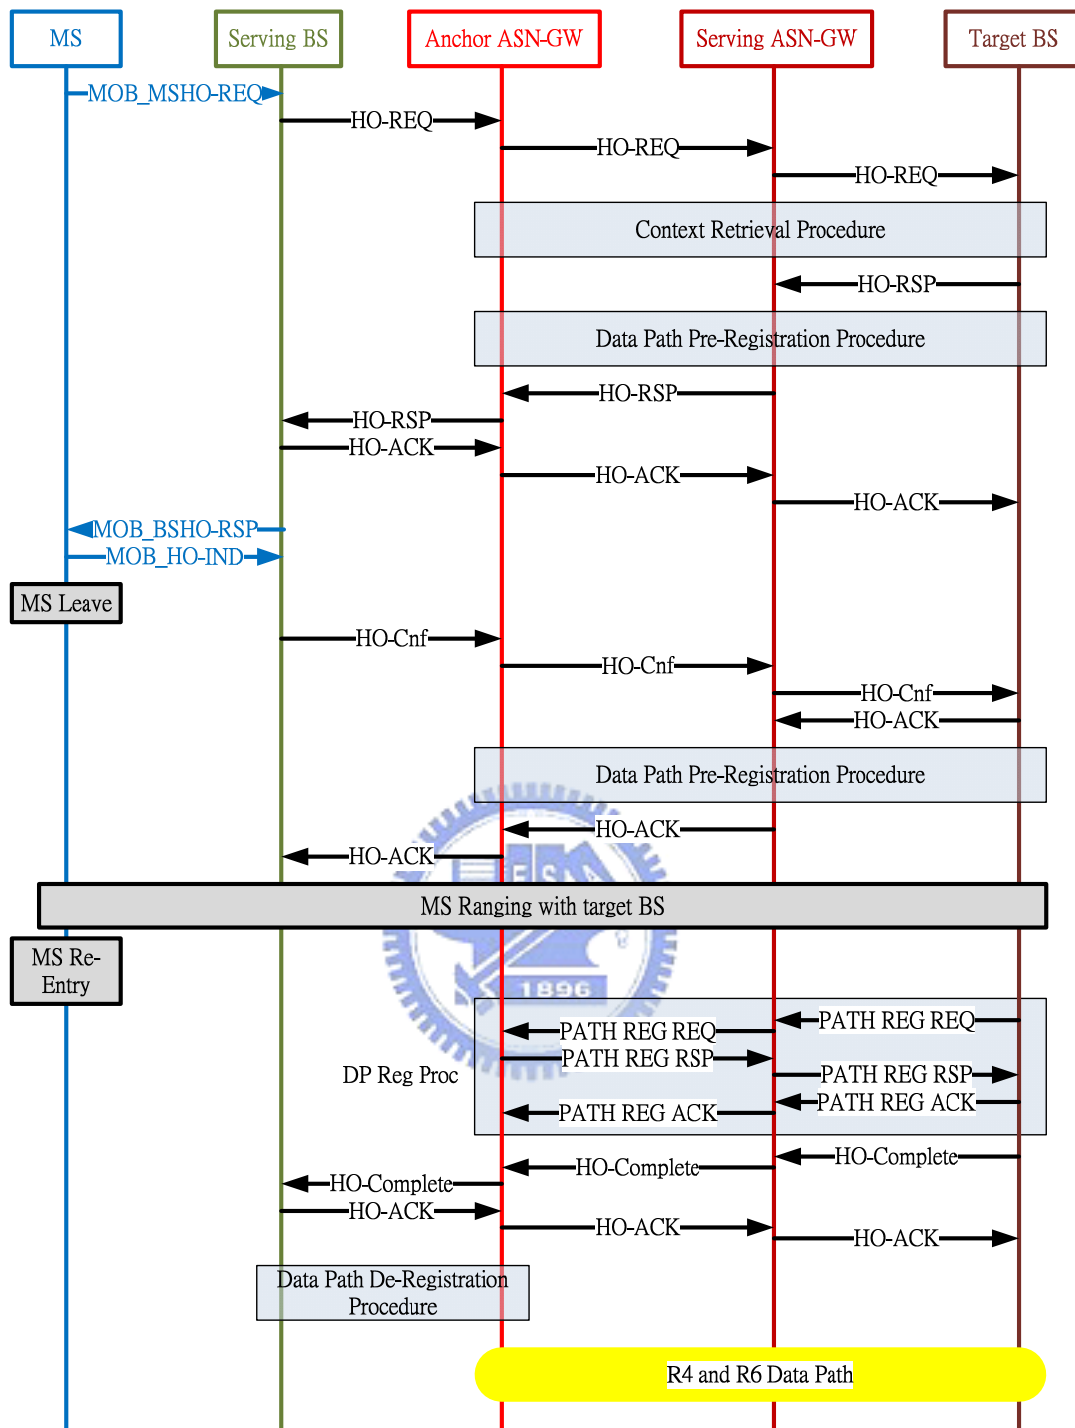 MS
Serving BS
Anchor ASN-GW
Serving ASN-GW
Target BS
MOB_MSHO-REQ
HO-REQ
HO-REQ
HO-REQ
Context Retrieval Procedure
HO-RSP
Data Path Pre-Registration Procedure
HO-RSP
HO-RSP
HO-ACK
HO-ACK
HO-ACK
MOB_BSHO-RSP
MOB_HO-IND
MS Leave
HO-Cnf
HO-Cnf
HO-Cnf
HO-ACK
Data Path Pre-Registration Procedure
HO-ACK
HO-ACK
MS Ranging with target BS
MS Re-
Entry
1896
PATH REG REQ
PATH REG REQ
PATH REG RSP
DP Reg Proc
PATH REG RSP
PATH REG ACK
PATH REG ACK
HO-Complete
HO-Complete
HO-Complete
HO-ACK
HO-ACK
HO-ACK
Data Path De-Registration
Procedure
R4 and R6 Data Path